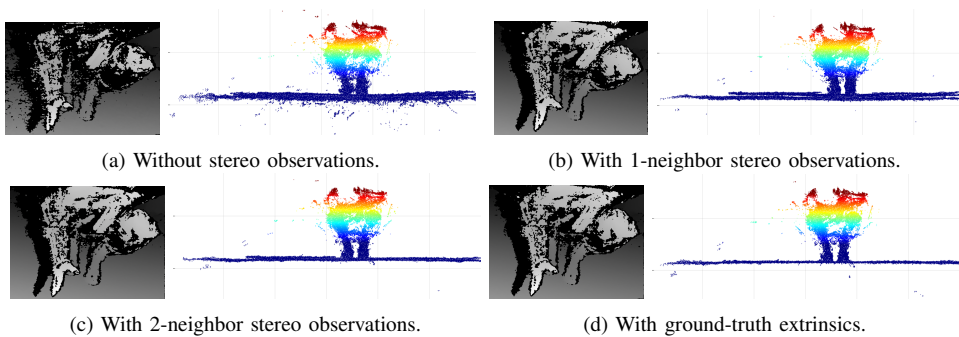 (a) Without stereo observations.
(b) With 1-neighbor stereo observations.
(c) With 2-neighbor stereo observations.
(d) With ground-truth extrinsics.